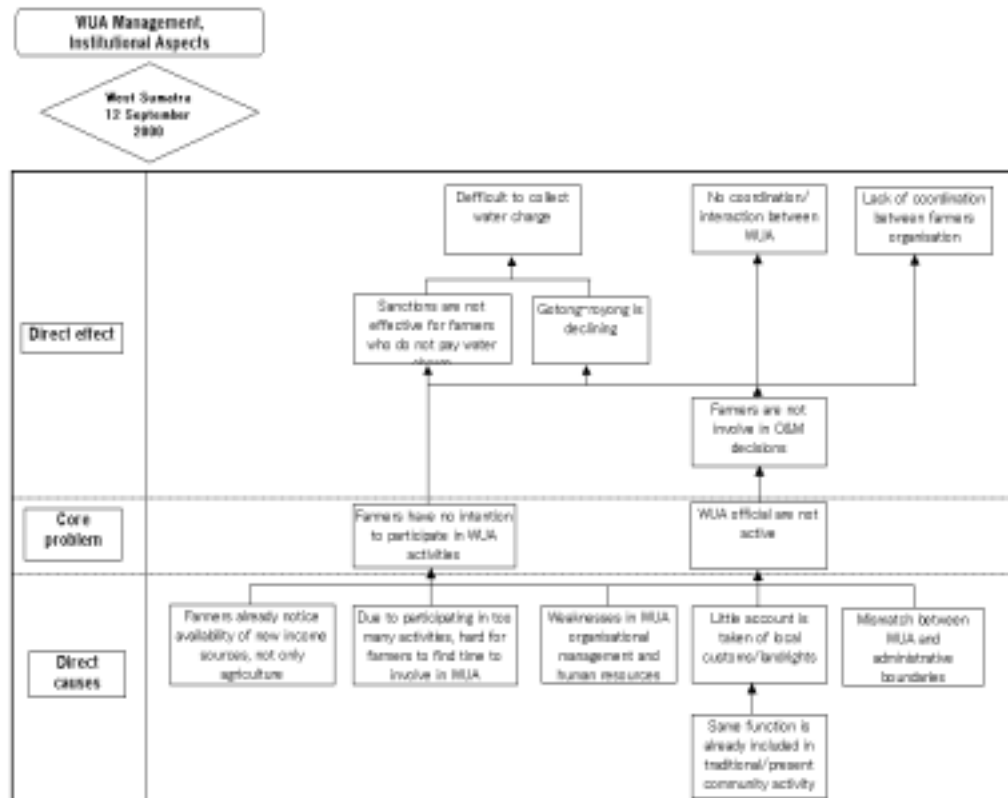 WUA Management,
Institutional Aspects
West Sumatra
12 September
2000
Defficult to collect
water charge
No coordination/
interaction between
WUA
Lack of coordination
between farmers
organisation
Direct effect
Sanctions are not
effective for farmers
who do not pay water
Gotong-royong is
declining
Farmers are not
involve in O&M
decisions
Core
problem
Farmers have no intention
to participate in WUA
activities
WUA official are not
active
Direct
causes
Farmers already notice
availablity of new income
sources, not only
agriculture
Due to participating in too
many activities, hard for
farmers to find time to
involve in WUA
Weaknesses in WUA
organisational
management and
human resources
Little account is
taken of local
customs/landrights
Mismatch between
WUA and
administrative
boundaries
Same function is
already included in
traditional/present
community activity